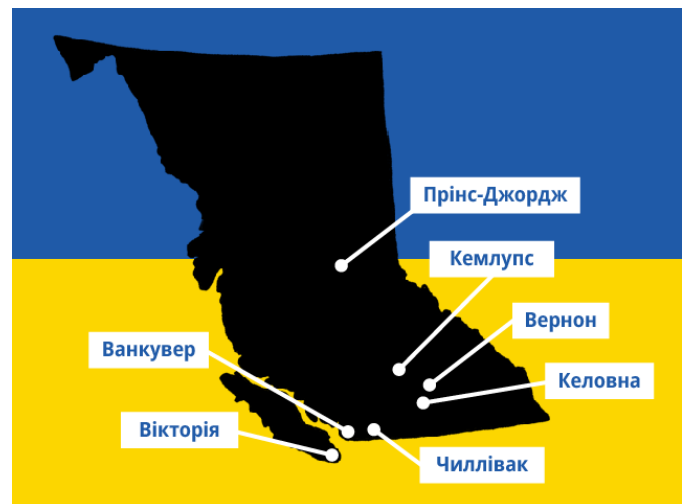 Прінс-Джордж
Кемлупс
Вернон
Ванкувер
Келовна
Вікторія
Чиллівак